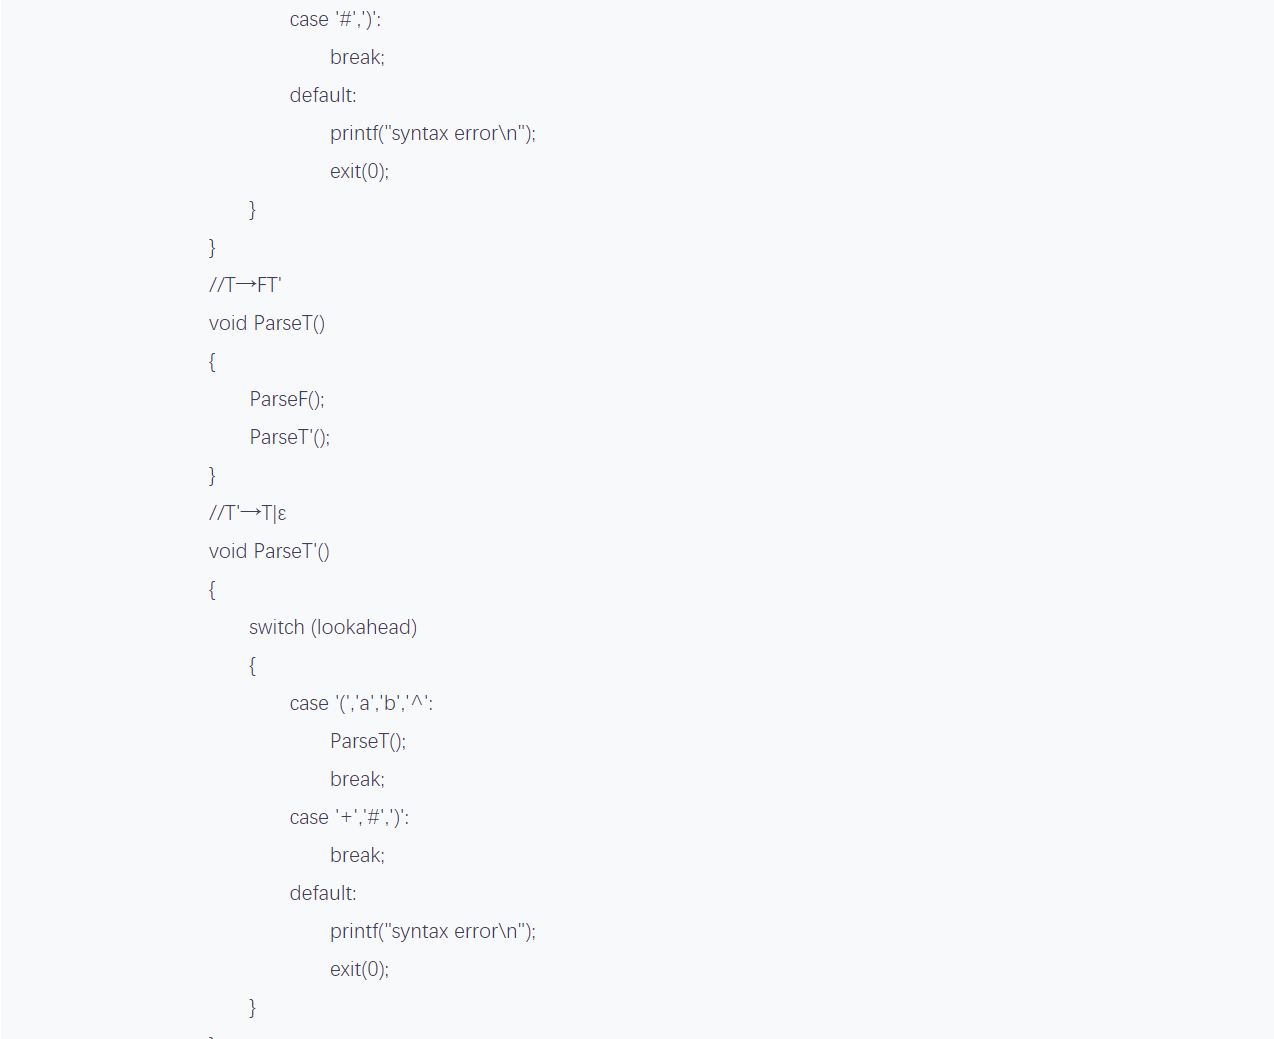 case '#',')':
break;
default:
printf("syntax error\n");
exit(0);
}
}
//T→FT'
void ParseT()
{
ParseF();
ParseT'();
}
//T'→T|ε
void ParseT'()
{
switch (lookahead)
{
case '(','a','b','^':
ParseT();
break;
case '+','#',')':
break;
default:
printf("syntax error\n");
exit(0);
}